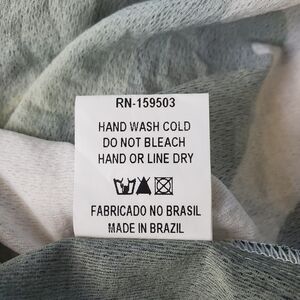 RN-159503
HAND WASH COLD
DO NOT BLEACH
HAND OR LINE DRY
FABRICADO NO BRASIL
MADE IN BRAZIL